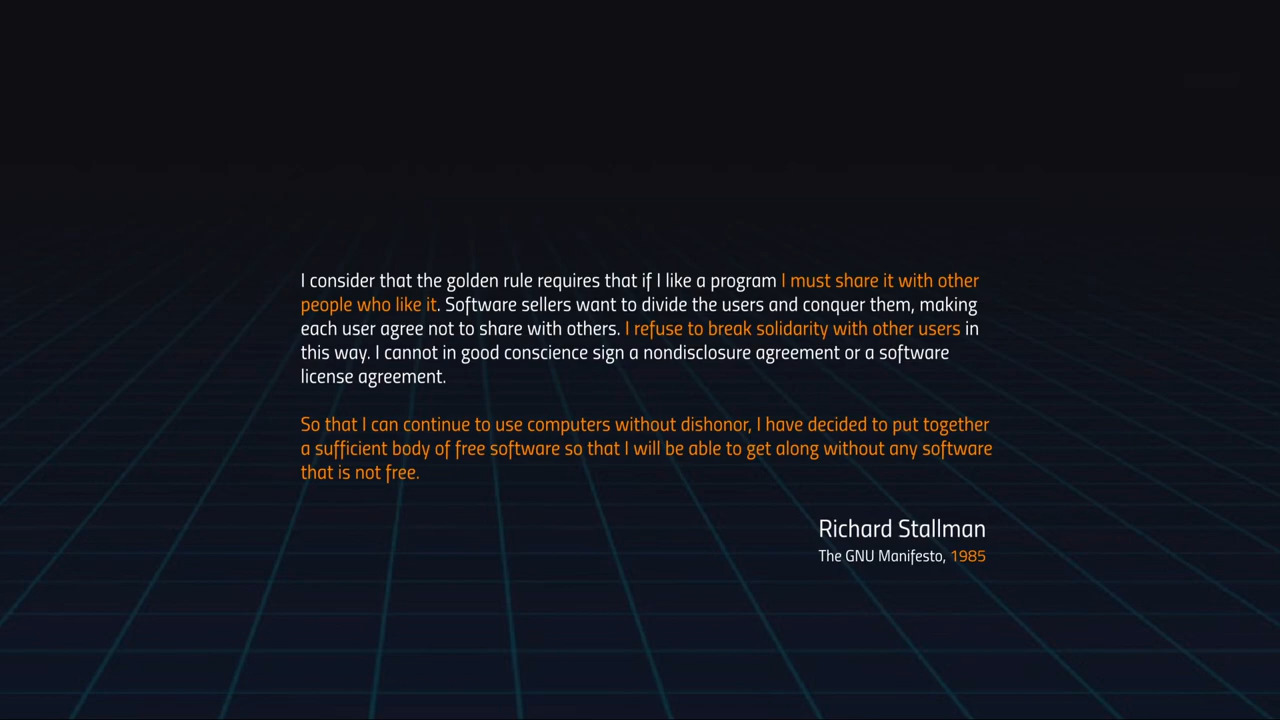 I consider that the golden rule requires that if I like a program I must share it with other
people who like it. Software sellers want to divide the users and conquer them, making
each user agree not to share with others. I refuse to break solidarity with other users in
this way. I cannot in good conscience sign a nondisclosure agreement or a software
license agreement.
So that I can continue to use computers without dishonor, I have decided to put together
a sufficient body of free software so that I will be able to get along without any software
that is not free.
Richard Stallman
The GNU Manifesto, 1985